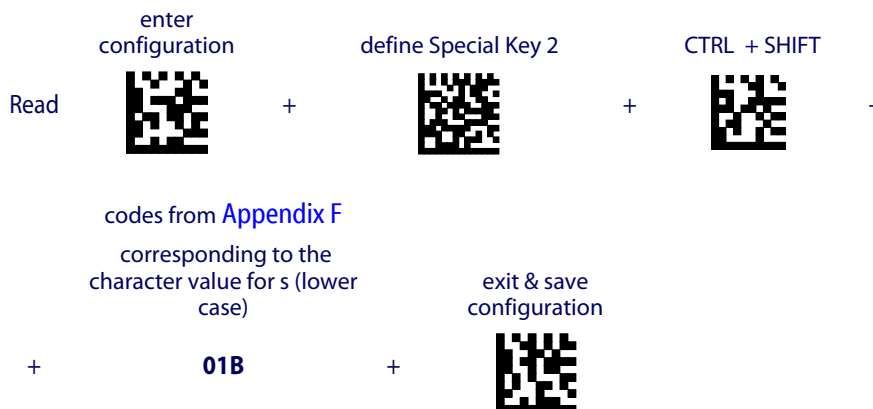 enter
configuration
define Special Key 2
CTRL + SHIFT
Read + + +
codes from Appendix F
corresponding to the
character value for s (lower
case)
exit & save
configuration
+ 01B +